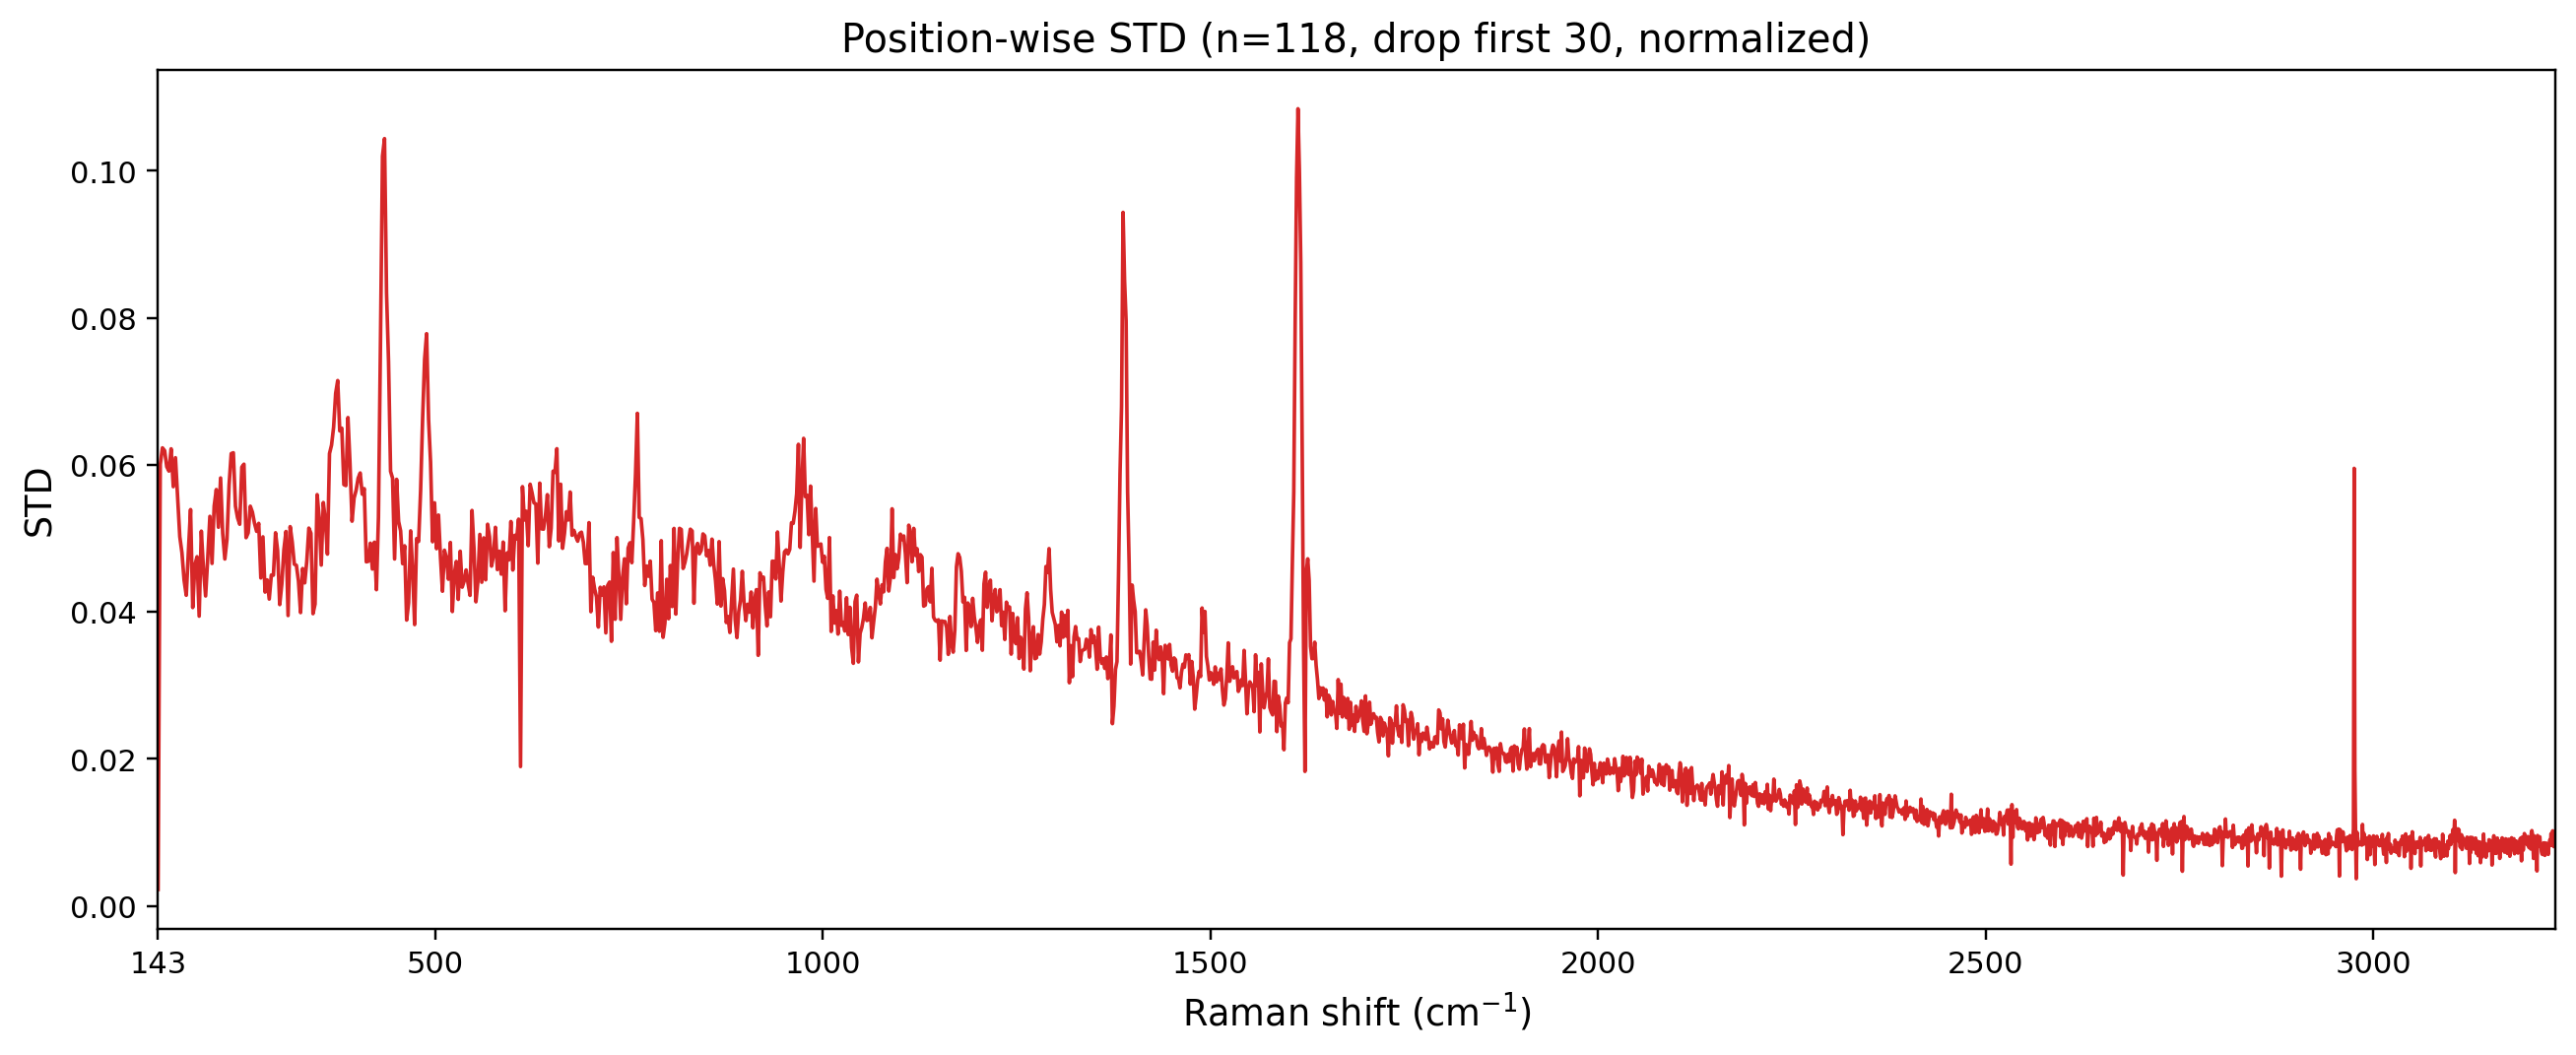 Position-wise STD (n=118, drop first 30, normalized)
STD
0.10
0.08
0.06
0.04
0.02
0.00
143 500 1000 1500 2000 2500 3000
Raman shift (cm⁻¹)